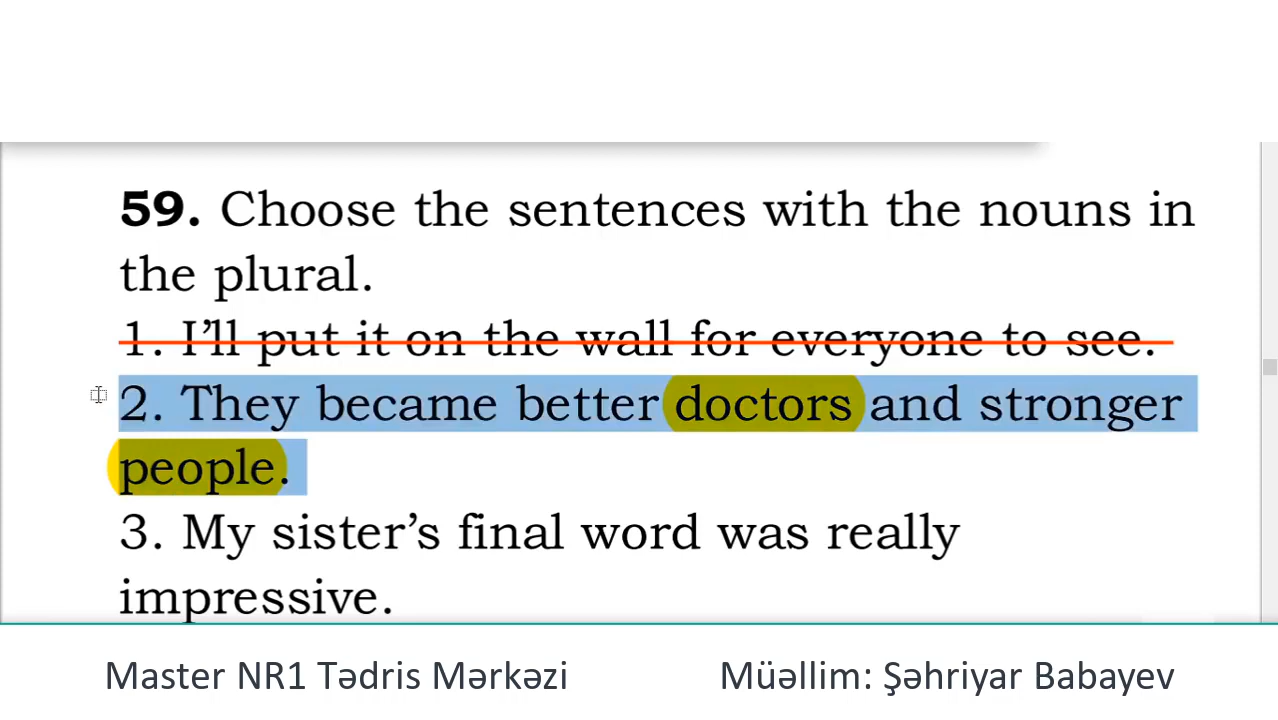 59. Choose the sentences with the nouns in
the plural.
1. I’ll put it on the wall for everyone to see.
2. They became better doctors and stronger
people.
3. My sister’s final word was really
impressive.
Master NR1 Tədris Mərkəzi
Müəllim: Şəhriyar Babayev